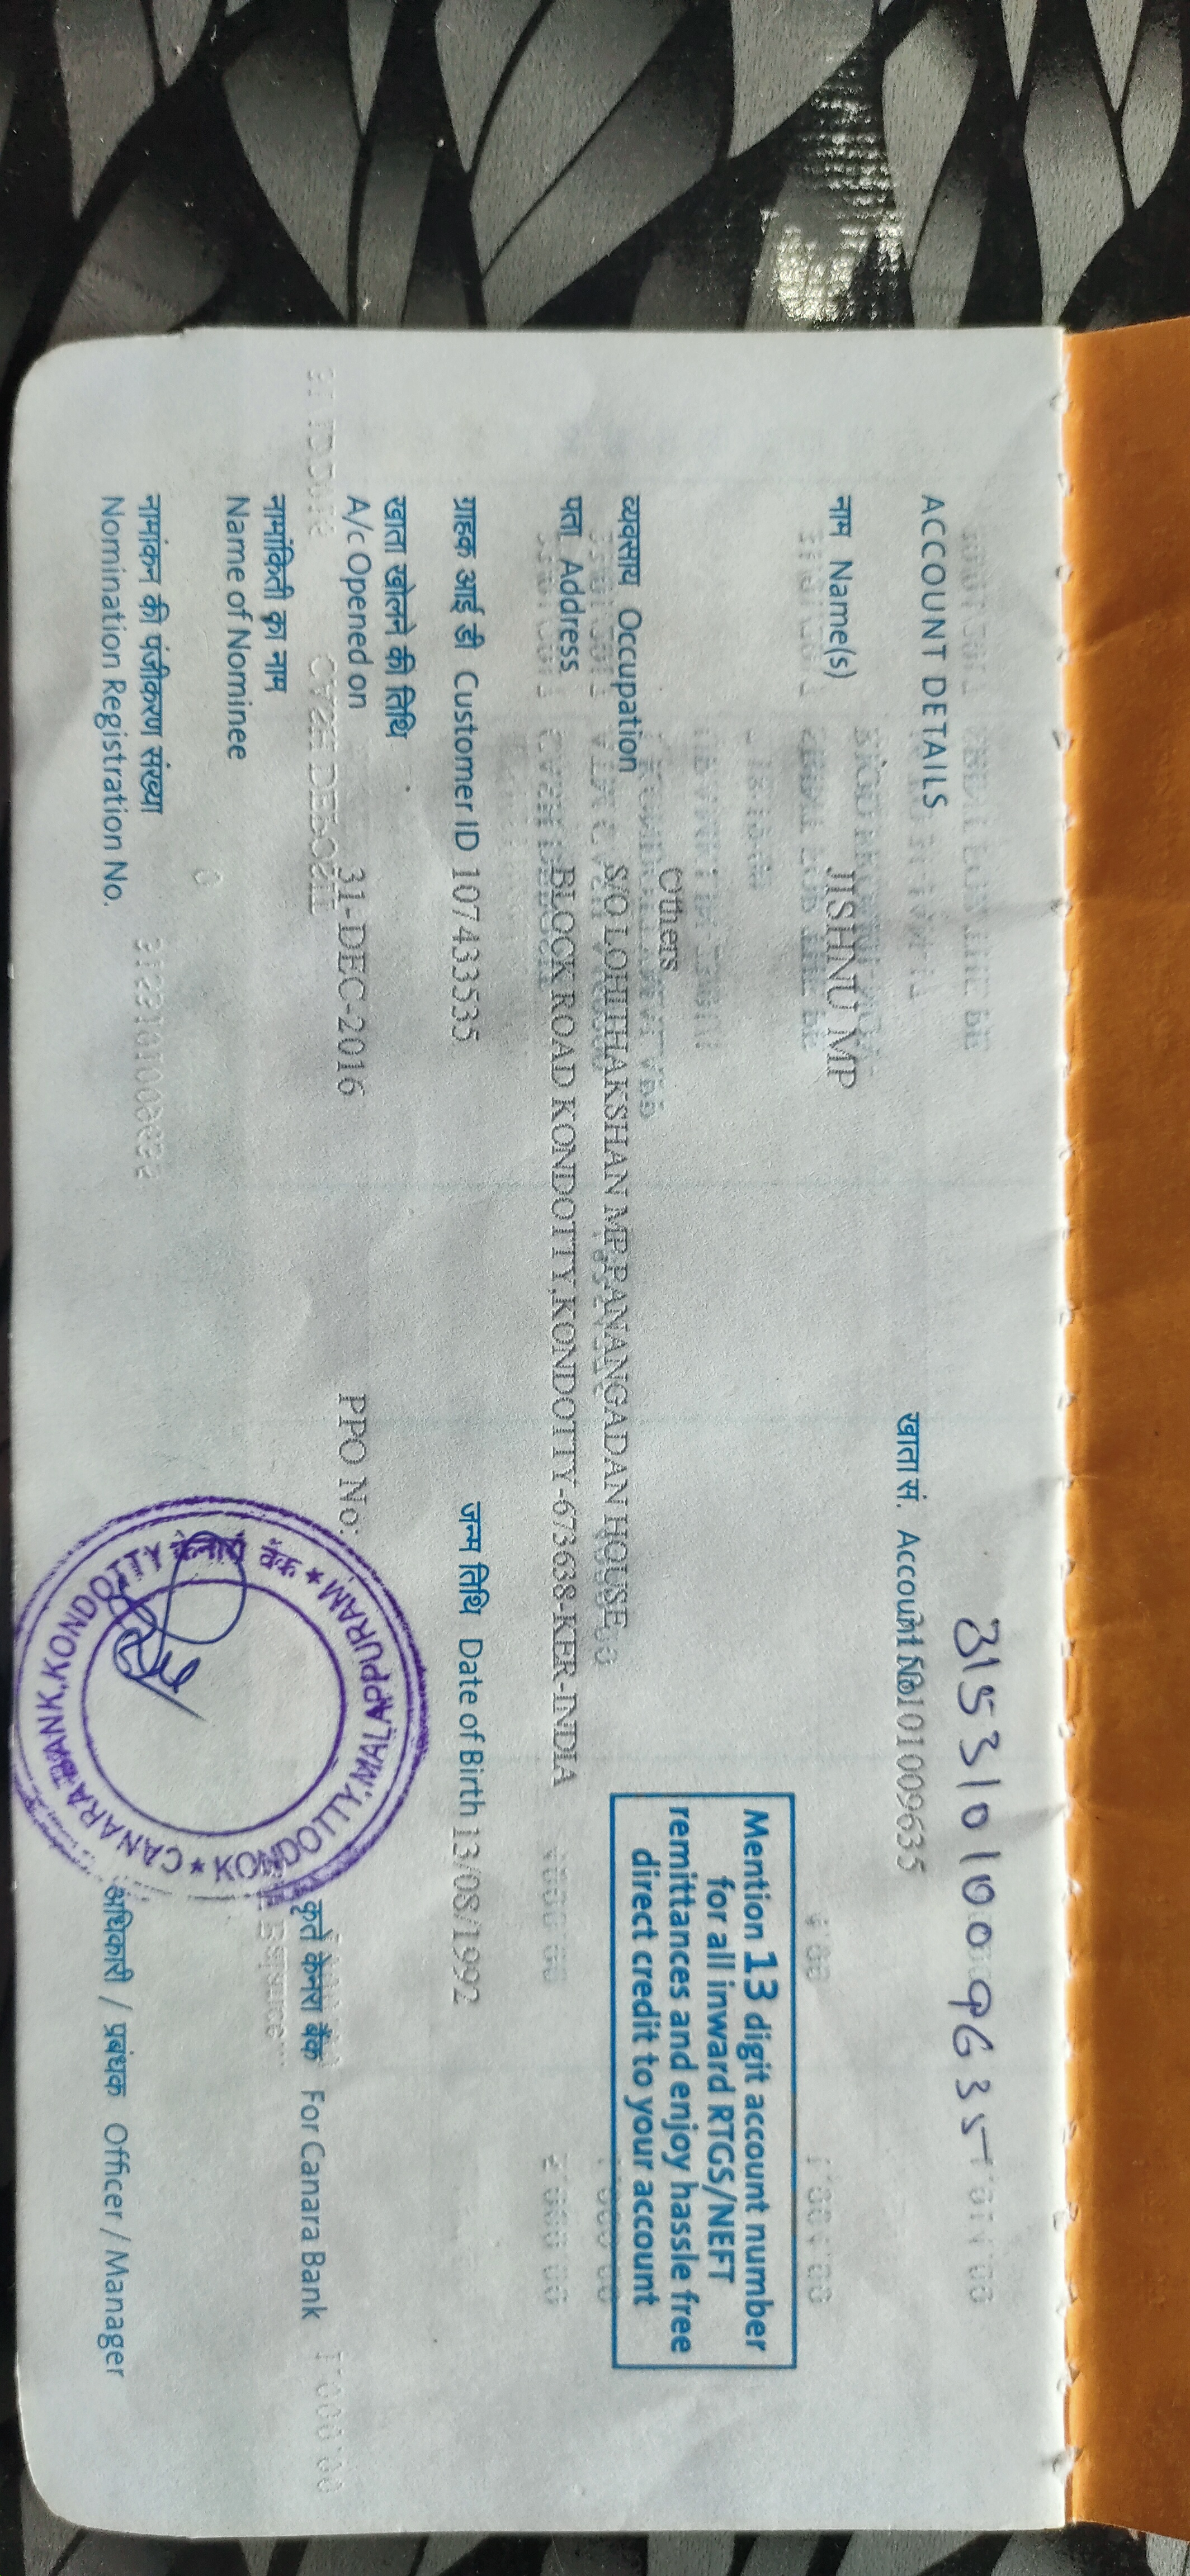 3153101009635
ACCOUNT DETAILS
खाता सं. Account No. 3153101009635
नाम Name(s) JISHNU MP
Mention 13 digit account number
for all inward RTGS/NEFT
remittances and enjoy hassle free
direct credit to your account
व्यवसाय Occupation Others
पता Address S/O LOHITHAKSHAN MP,PANANGADAN HOUSE
BLOCK ROAD KONDOTTY,KONDOTTY-673638-KER-INDIA
ग्राहक आई डी Customer ID 107433535 जन्म तिथि Date of Birth 13/08/1992
खाता खोलने की तिथि
A/c Opened on 31-DEC-2016 PPO No:
नामांकिती का नाम
Name of Nominee
कृते केनरा बैंक For Canara Bank
नामांकन की पंजीकरण संख्या
Nomination Registration No.
अधिकारी / प्रबंधक Officer / Manager
केनरा बैंक ★ KONDOTTY, MALAPPURAM ★ CANARA BANK, KONDOTTY